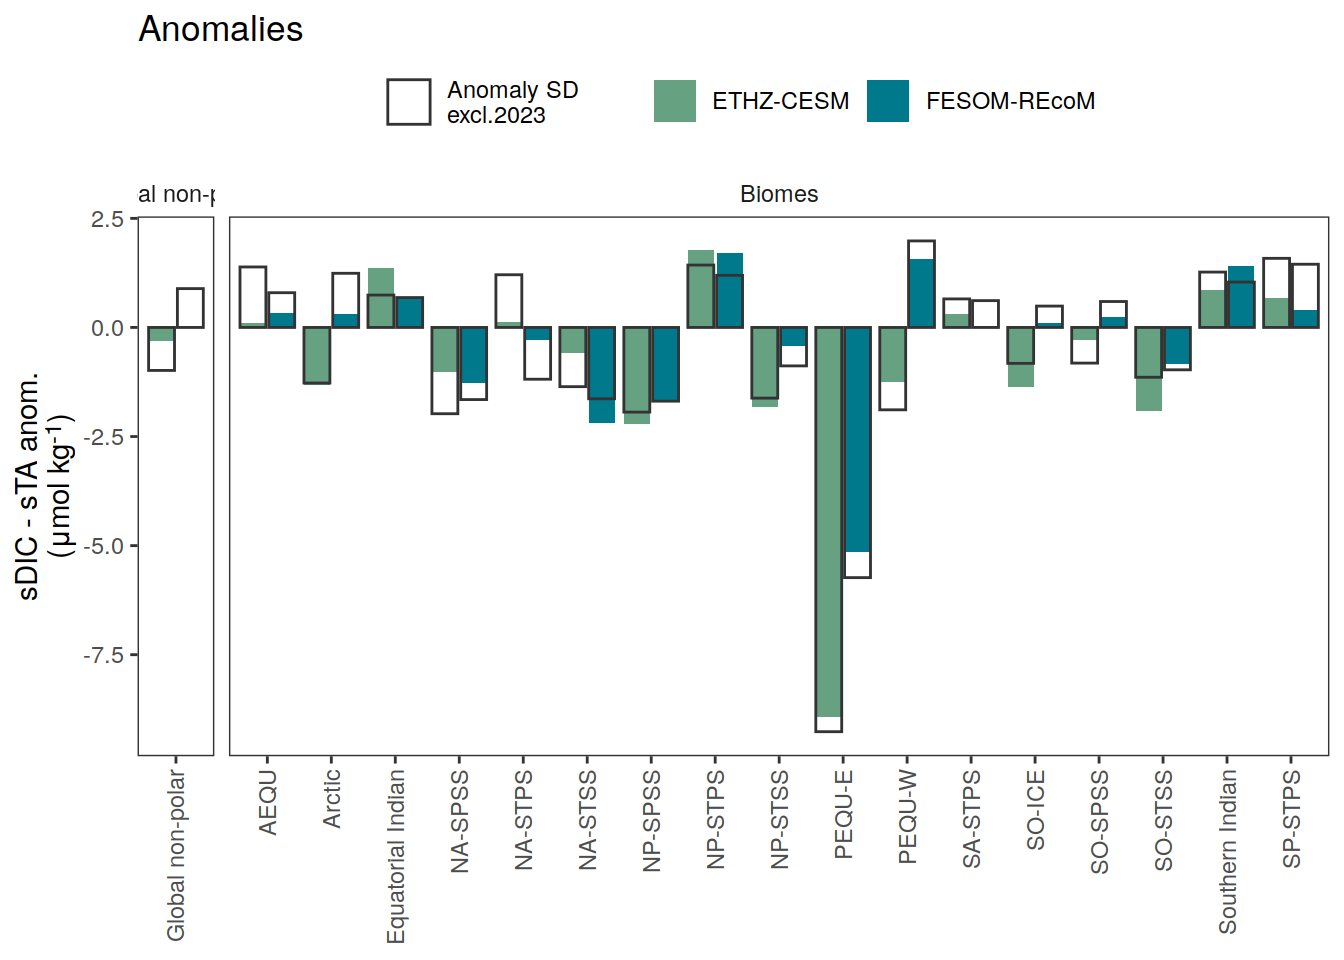 Anomalies
Anomaly SD
excl.2023
ETHZ-CESM
FESOM-REcoM
al non-p
Biomes
2.5
0.0
-2.5
-5.0
-7.5
sDIC - sTA anom.
(μmol kg⁻¹)
Global non-polar
AEQU
Arctic
Equatorial Indian
NA-SPSS
NA-STPS
NA-STSS
NP-SPSS
NP-STPS
NP-STSS
PEQU-E
PEQU-W
SA-STPS
SO-ICE
SO-SPSS
SO-STSS
Southern Indian
SP-STPS